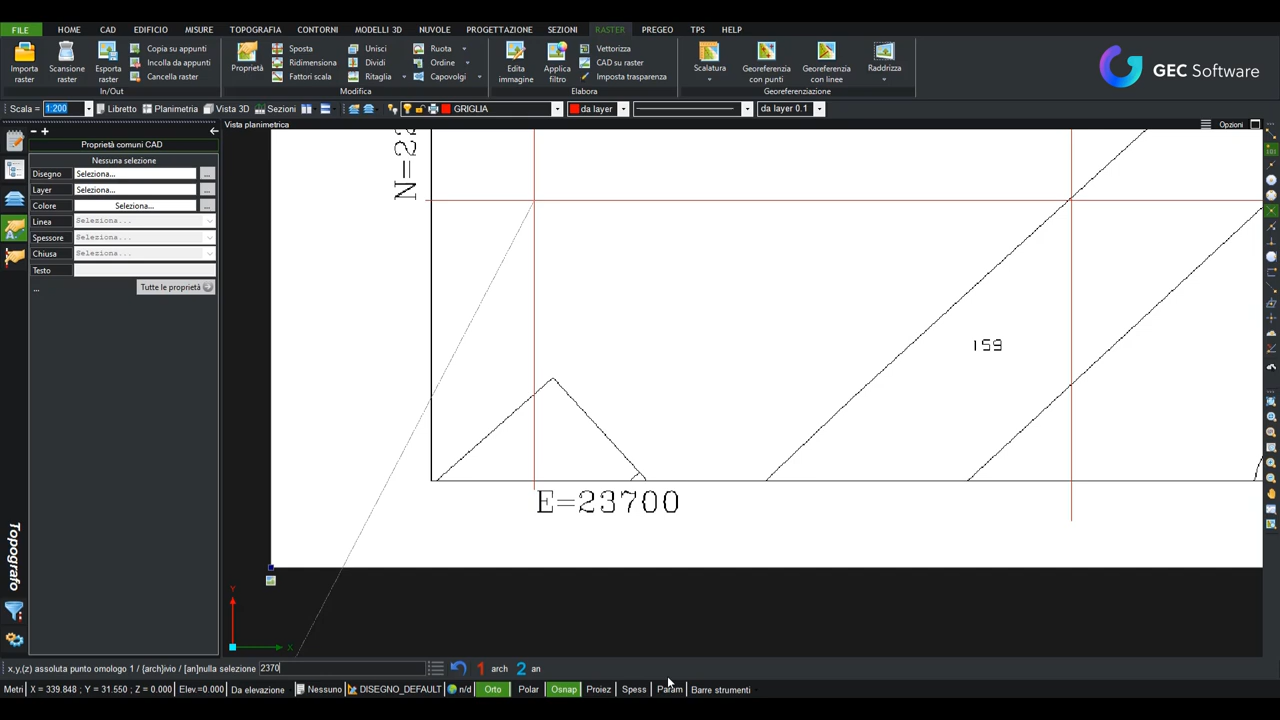 FILE HOME CAD EDIFICIO MISURE TOPOGRAFIA CONTORNI MODELLI 3D NUVOLE PROGETTAZIONE SEZIONI RASTER PREGEO TPS HELP
Importa raster
Scansione raster
Esporta raster
Copia su appunti
Incolla da appunti
Cancella raster
In/Out
Proprietà
Sposta
Ridimensiona
Fattori scala
Unisci
Dividi
Ritaglia
Ruota
Ordine
Capovolgi
Modifica
Edita immagine
Applica filtro
Vettorizza
CAD su raster
Imposta trasparenza
Elabora
Scalatura
Georeferenzia con punti
Georeferenzia con linee
Raddrizza
Georeferenziazione
GEC Software
Scala = 1:200 Libretto Planimetria Vista 3D Sezioni GRIGLIA da layer da layer 0.1
Vista planimetrica
Opzioni
Proprietà comuni CAD
Nessuna selezione
Disegno Seleziona... ...
Layer Seleziona... ...
Colore Seleziona... ...
Linea Seleziona...
Spessore Seleziona...
Chiusa Seleziona...
Testo
... Tutte le proprietà
Topografo
159
E=23700
Y
X
x,y,(z) assoluta punto omologo 1 / (arch)ivio / [an]nulla selezione 2370 1 arch 2 an
Metri X = 339.848 Y = 31.550 Z = 0.000 Elev.=0.000 Da elevazione Nessuno DISEGNO_DEFAULT n/d Orto Polar Osnap Proiez Spess Param Barre strumenti